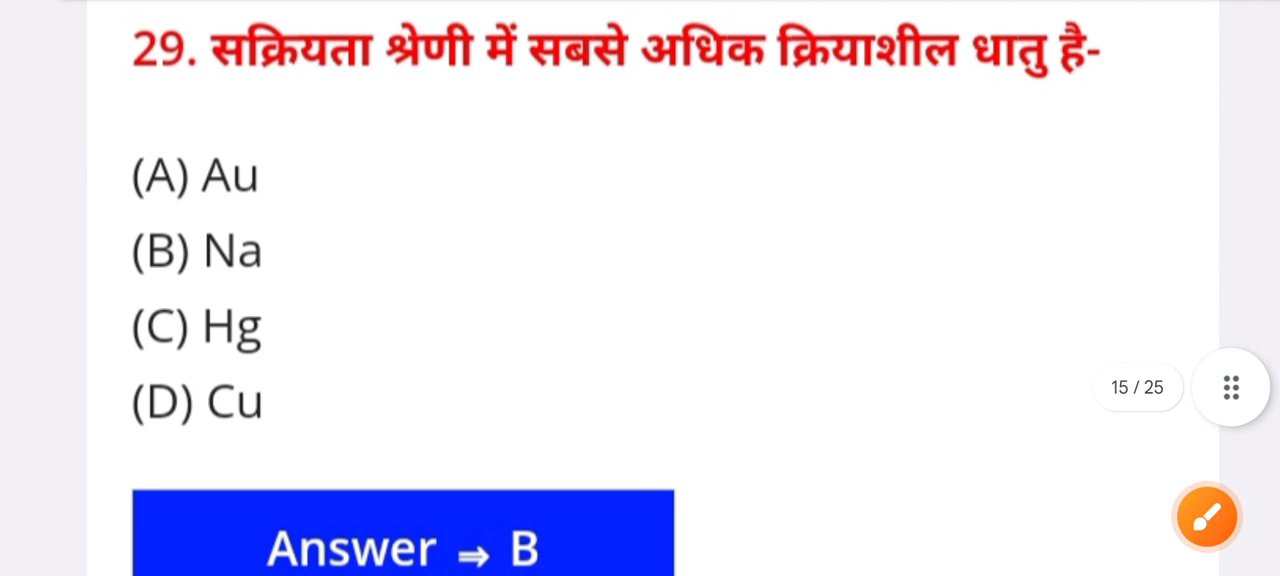 29. सक्रियता श्रेणी में सबसे अधिक क्रियाशील धातु है-
(A) Au
(B) Na
(C) Hg
(D) Cu
15 / 25
Answer ⇒ B